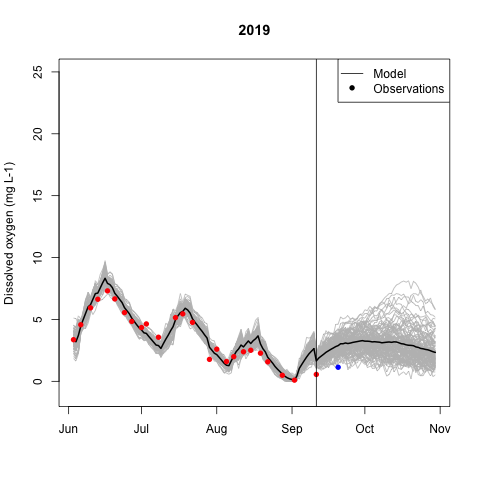 2019
Model
Observations
Dissolved oxygen (mg L-1)
25
20
15
10
5
0
Jun
Jul
Aug
Sep
Oct
Nov